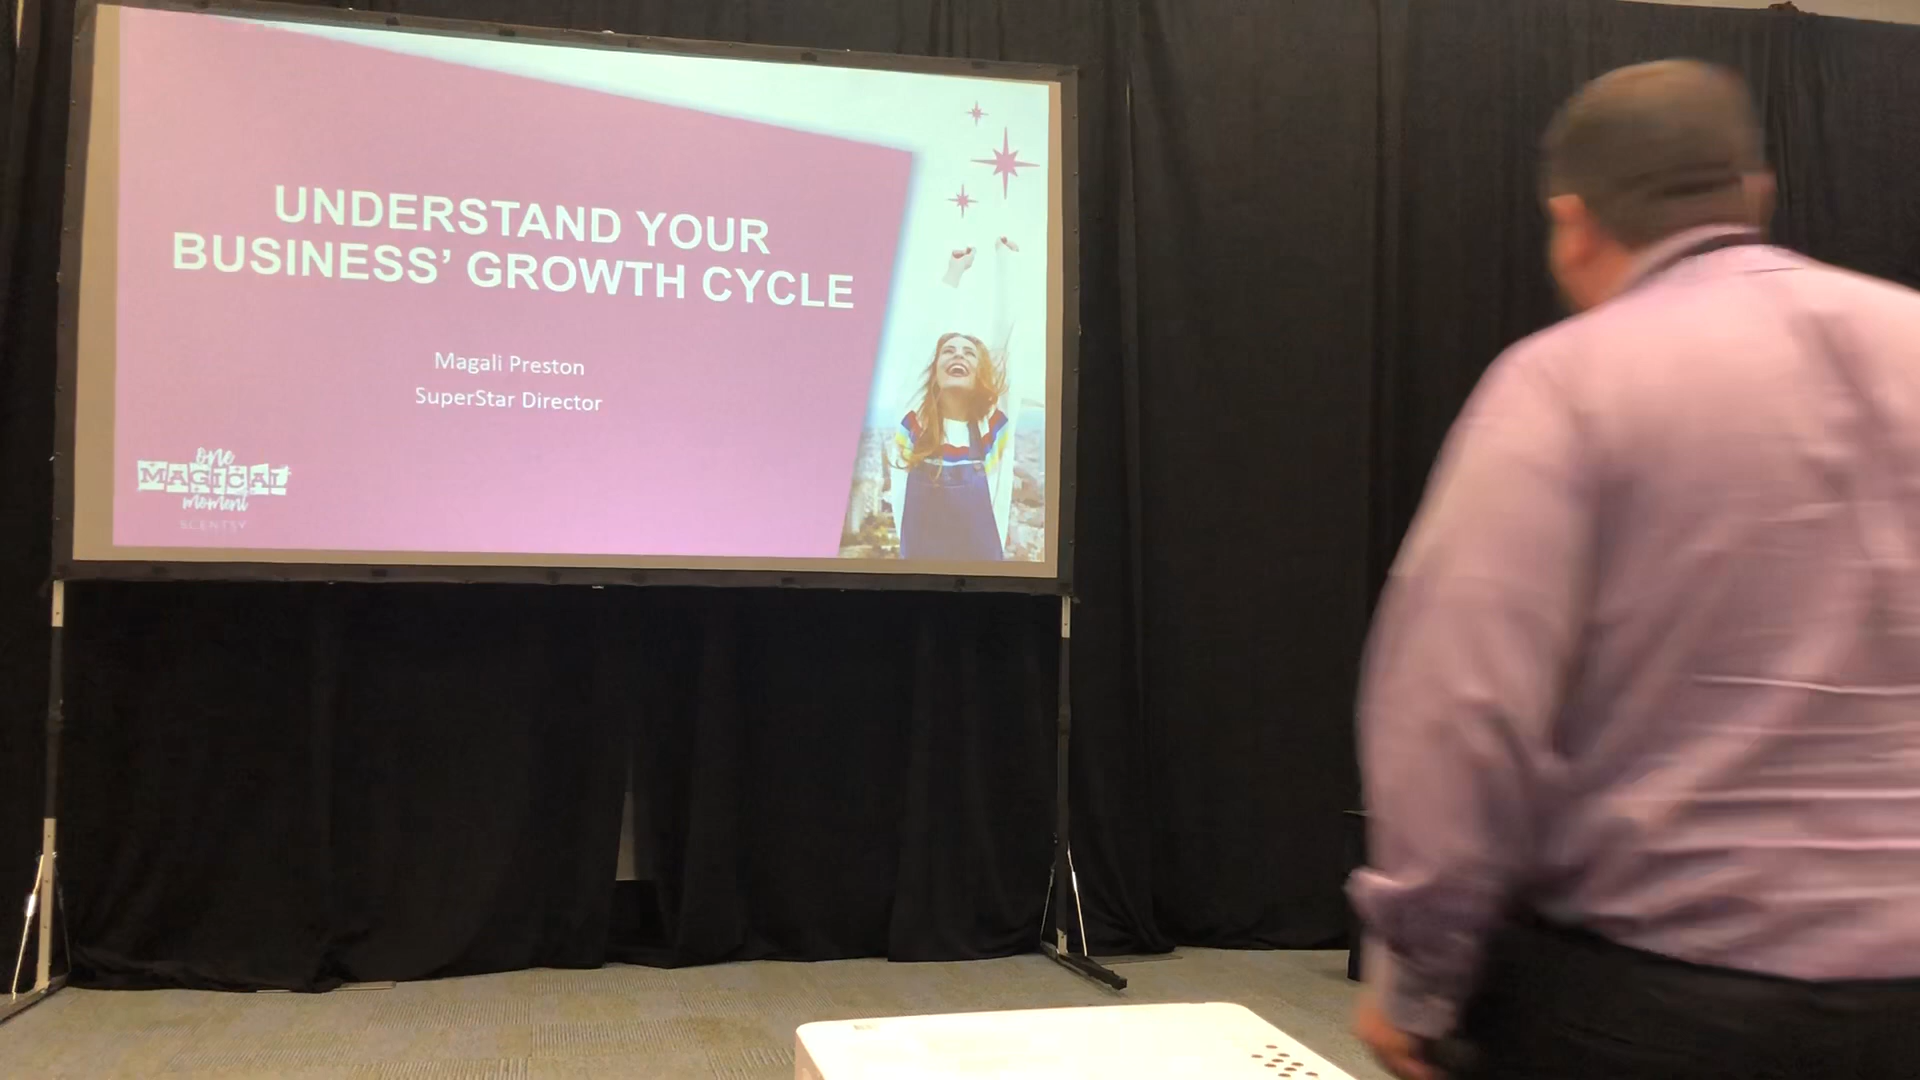 UNDERSTAND YOUR
BUSINESS’ GROWTH CYCLE
Magali Preston
SuperStar Director
one
MAGICAL
moment
SCENTSY